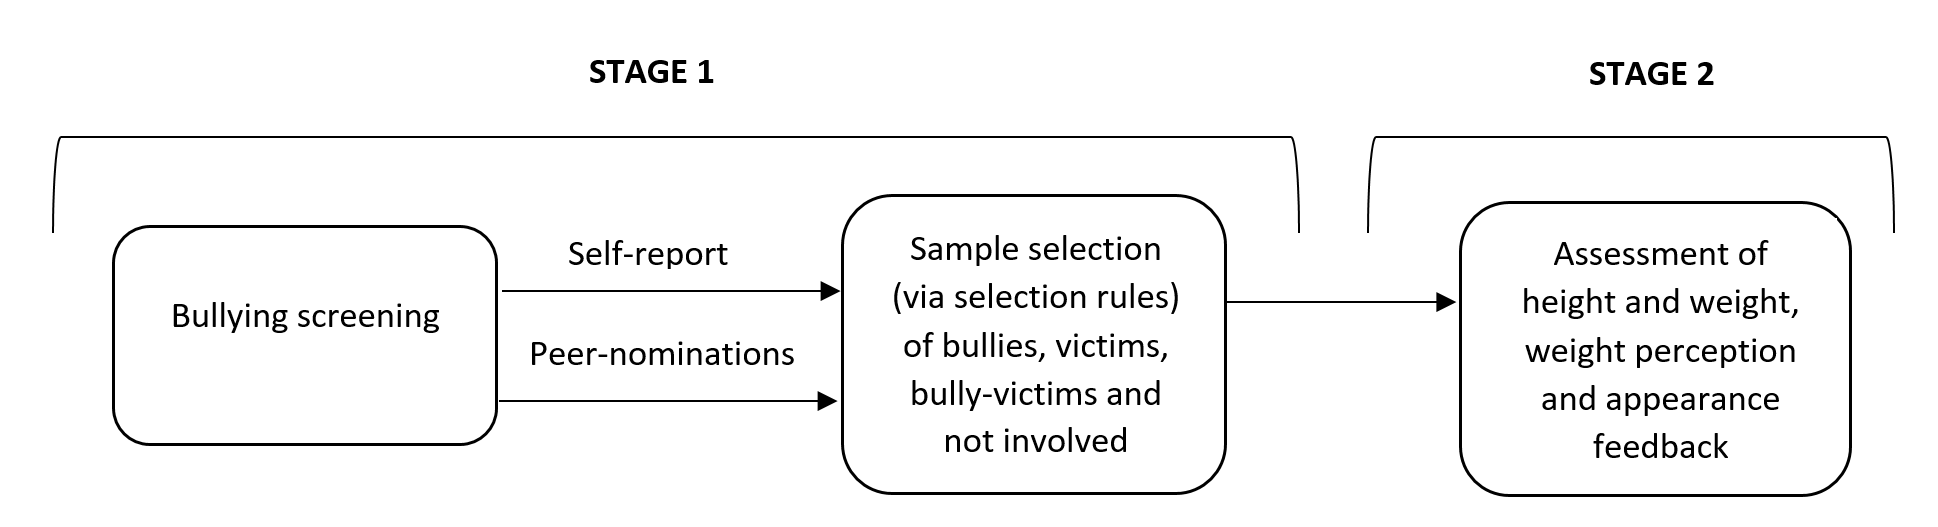 STAGE 1
STAGE 2
Bullying screening
Self-report
Peer-nominations
Sample selection
(via selection rules)
of bullies, victims,
bully-victims and
not involved
Assessment of
height and weight,
weight perception
and appearance
feedback